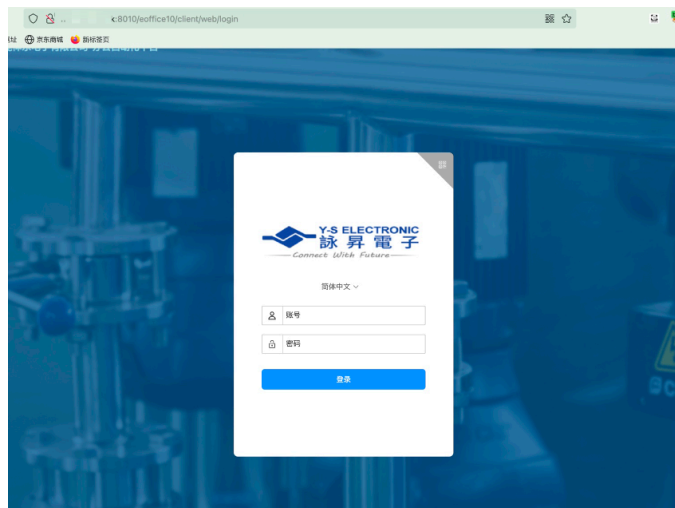 :8010/eoffice10/client/web/login
京东商城 新标签页
Y-S ELECTRONIC
詠昇電子
Connect With Future
简体中文
账号
密码
登录